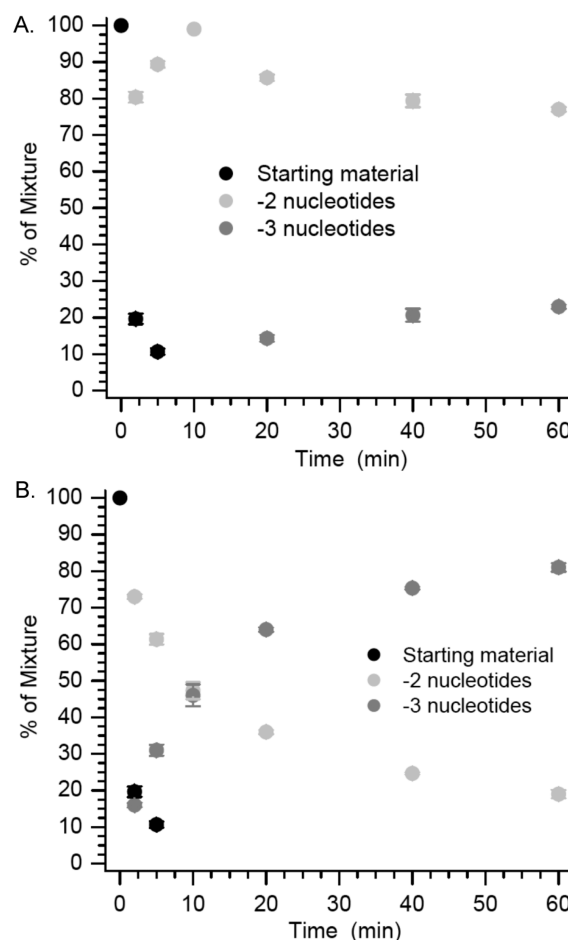 A.
100
90
80
70
60
50
40
30
20
10
0
% of Mixture
Starting material
-2 nucleotides
-3 nucleotides
0 10 20 30 40 50 60
Time (min)
B.
100
90
80
70
60
50
40
30
20
10
0
% of Mixture
Starting material
-2 nucleotides
-3 nucleotides
0 10 20 30 40 50 60
Time (min)